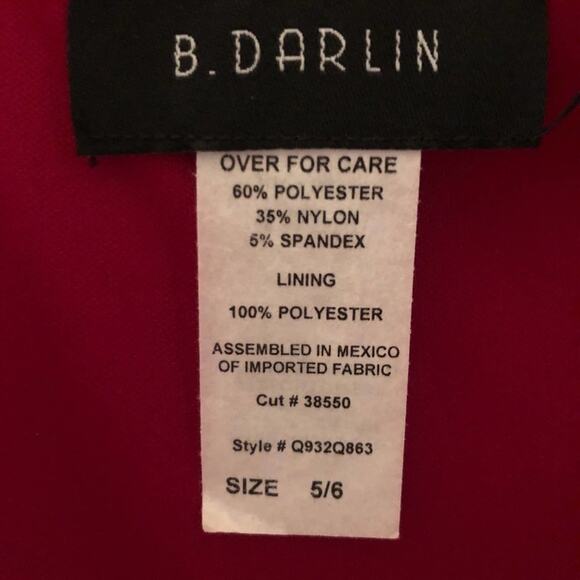 B. DARLIN
OVER FOR CARE
60% POLYESTER
35% NYLON
5% SPANDEX
LINING
100% POLYESTER
ASSEMBLED IN MEXICO
OF IMPORTED FABRIC
Cut # 38550
Style # Q932Q863
SIZE 5/6